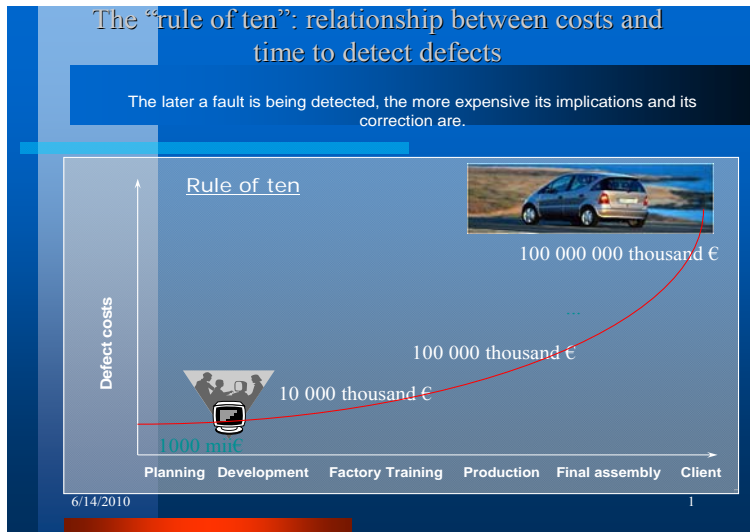 The “rule of ten”: relationship between costs and
time to detect defects
The later a fault is being detected, the more expensive its implications and its
correction are.
Rule of ten
100 000 000 thousand €
...
100 000 thousand €
10 000 thousand €
1000 mii€
Defect costs
Planning Development Factory Training Production Final assembly Client
6/14/2010
1